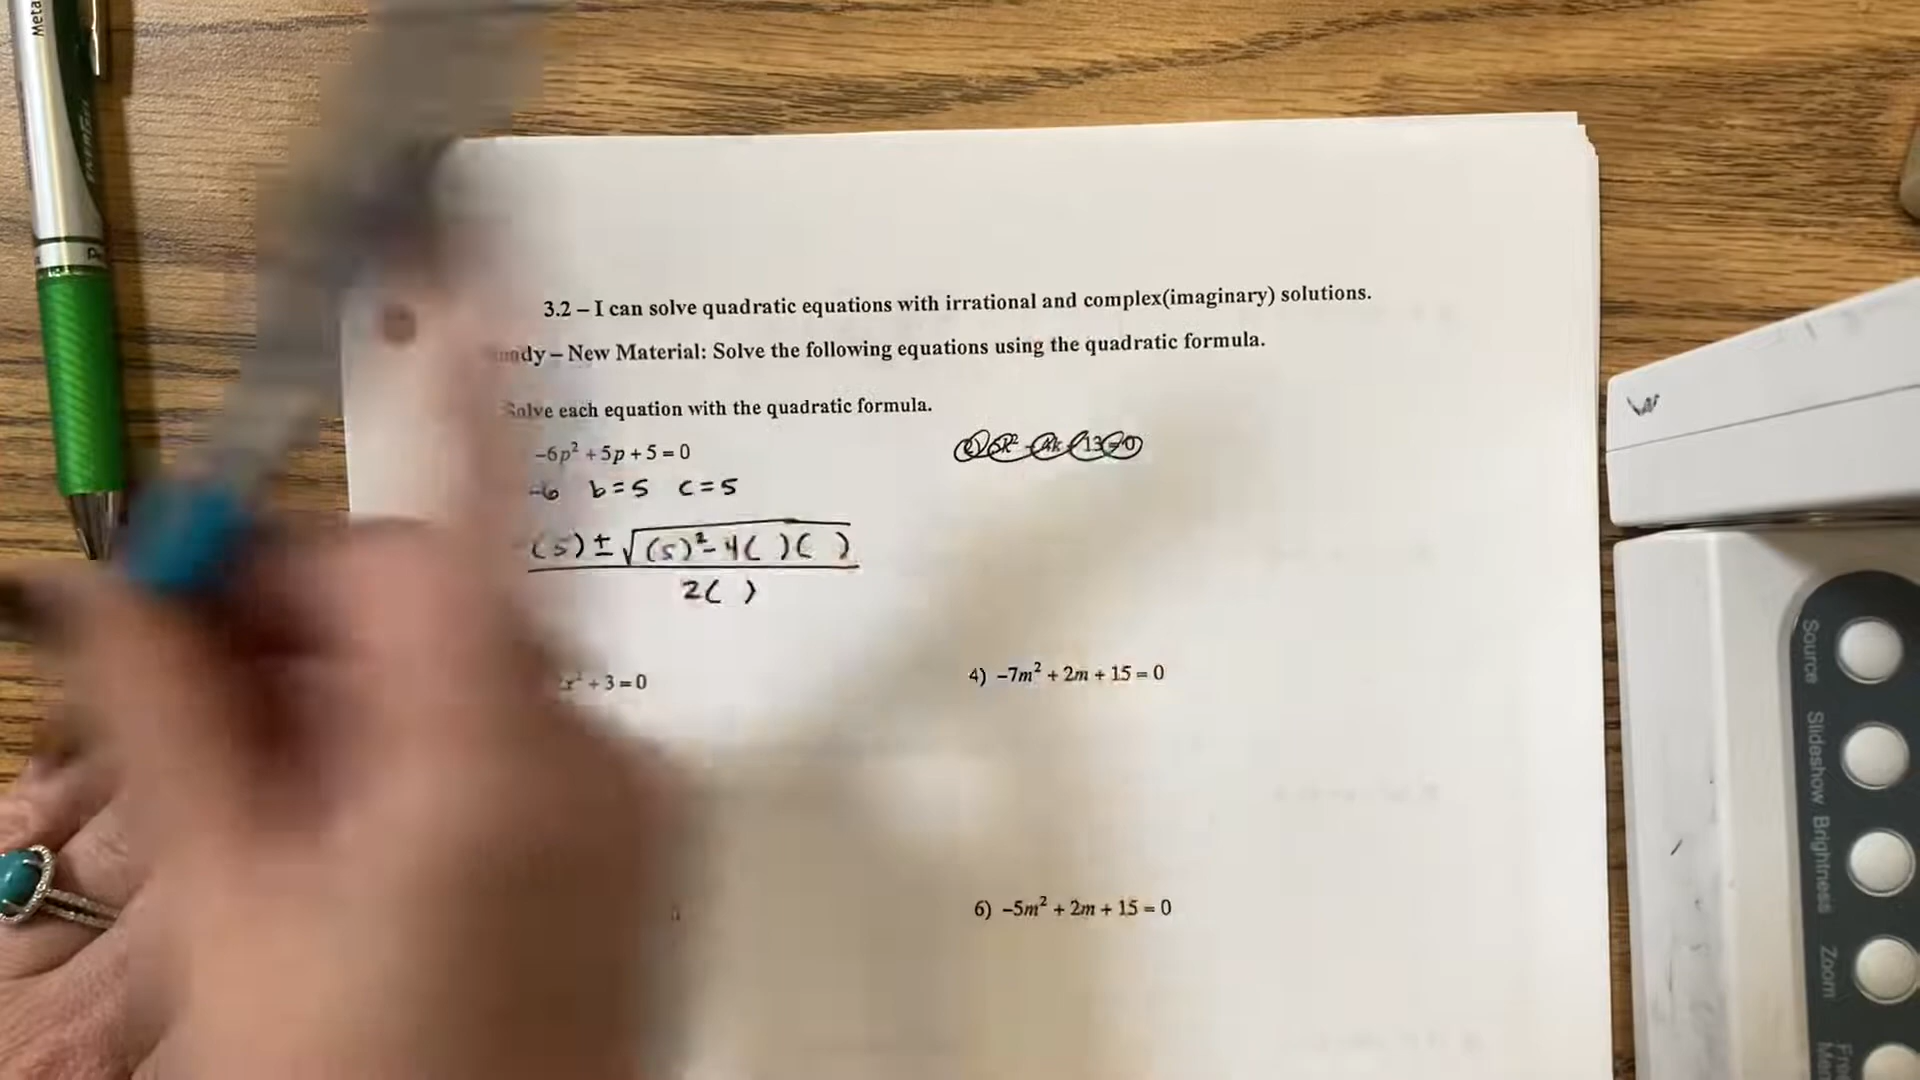 Meta
3.2 – I can solve quadratic equations with irrational and complex(imaginary) solutions.
– New Material: Solve the following equations using the quadratic formula.
Solve each equation with the quadratic formula.
-6p² + 5p + 5 = 0
-6 b = 5 c = 5
(5) ± √(5)² - 4( )( )
2( )
+ 3 = 0
4) -7m² + 2m + 15 = 0
6) -5m² + 2m + 15 = 0
Source
Slideshow
Brightness
Zoom